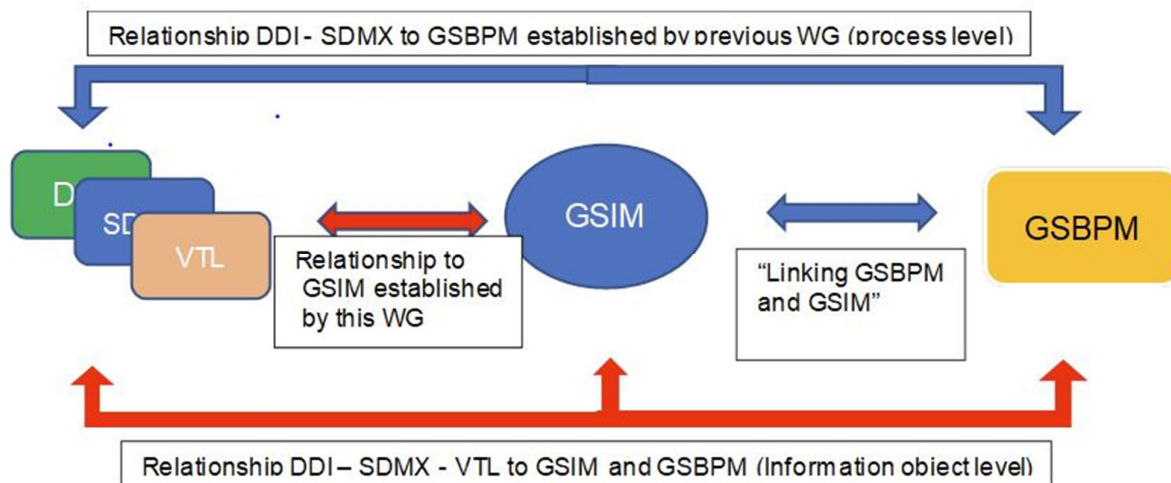 Relationship DDI - SDMX to GSBPM established by previous WG (process level)
D
SD
VTL
GSIM
GSBPM
Relationship to
GSIM established
by this WG
“Linking GSBPM
and GSIM”
Relationship DDI – SDMX - VTL to GSIM and GSBPM (Information object level)